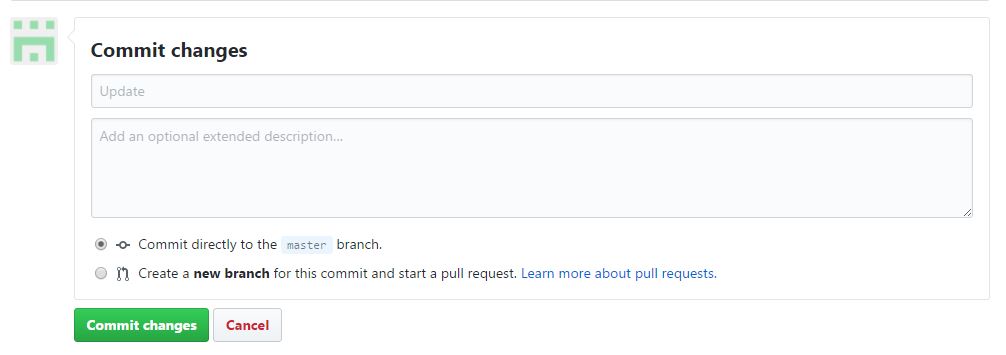 Commit changes
Update
Add an optional extended description...
Commit directly to the master branch.
Create a new branch for this commit and start a pull request. Learn more about pull requests.
Commit changes Cancel